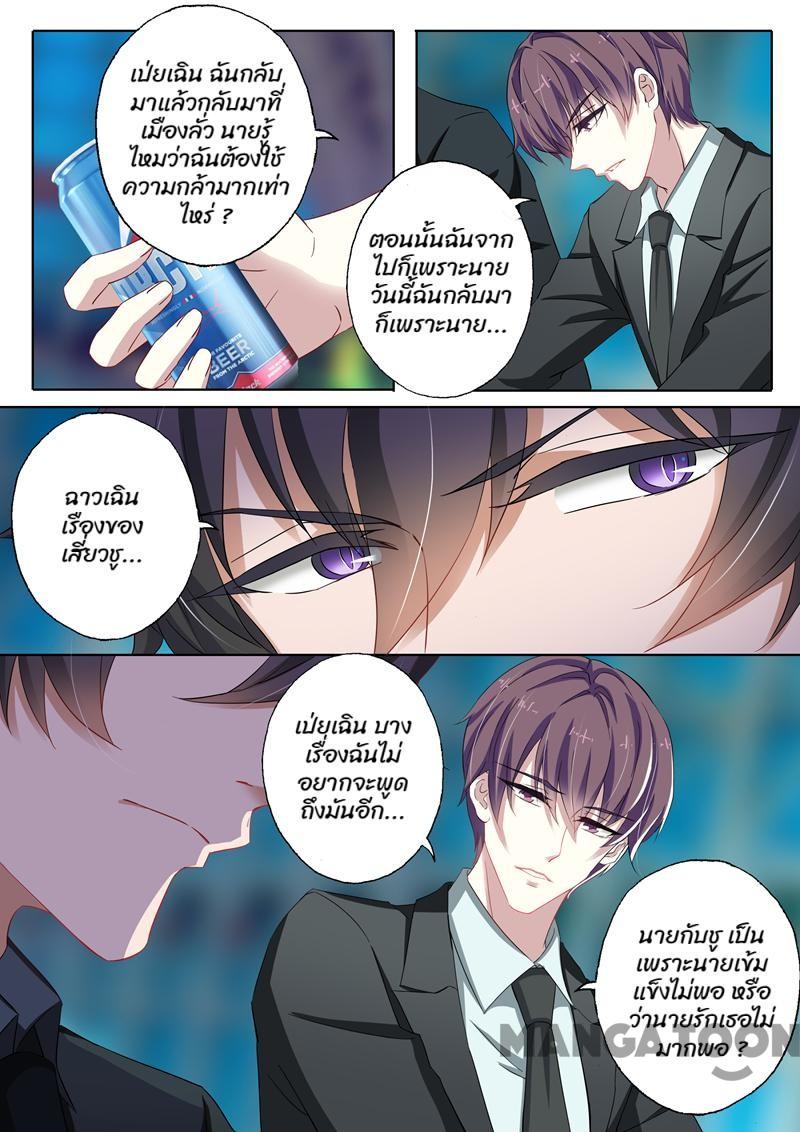 เป่ยเฉิน ฉันกลับ
มาแล้วกลับมาที่
เมืองลั่ว นายรู้
ไหมว่าฉันต้องใช้
ความกล้ามากเท่า
ไหร่ ?
BEER
FROM THE ARCTIC
ตอนนั้นฉันจาก
ไปก็เพราะนาย
วันนี้ฉันกลับมา
ก็เพราะนาย...
ฉาวเฉิน
เรื่องของ
เสี่ยวชู...
เป่ยเฉิน บาง
เรื่องฉันไม่
อยากจะพูด
ถึงมันอีก...
นายกับชู เป็น
เพราะนายเข้ม
แข็งไม่พอ หรือ
ว่านายรักเธอไม่
มากพอ ?
MANGATOON